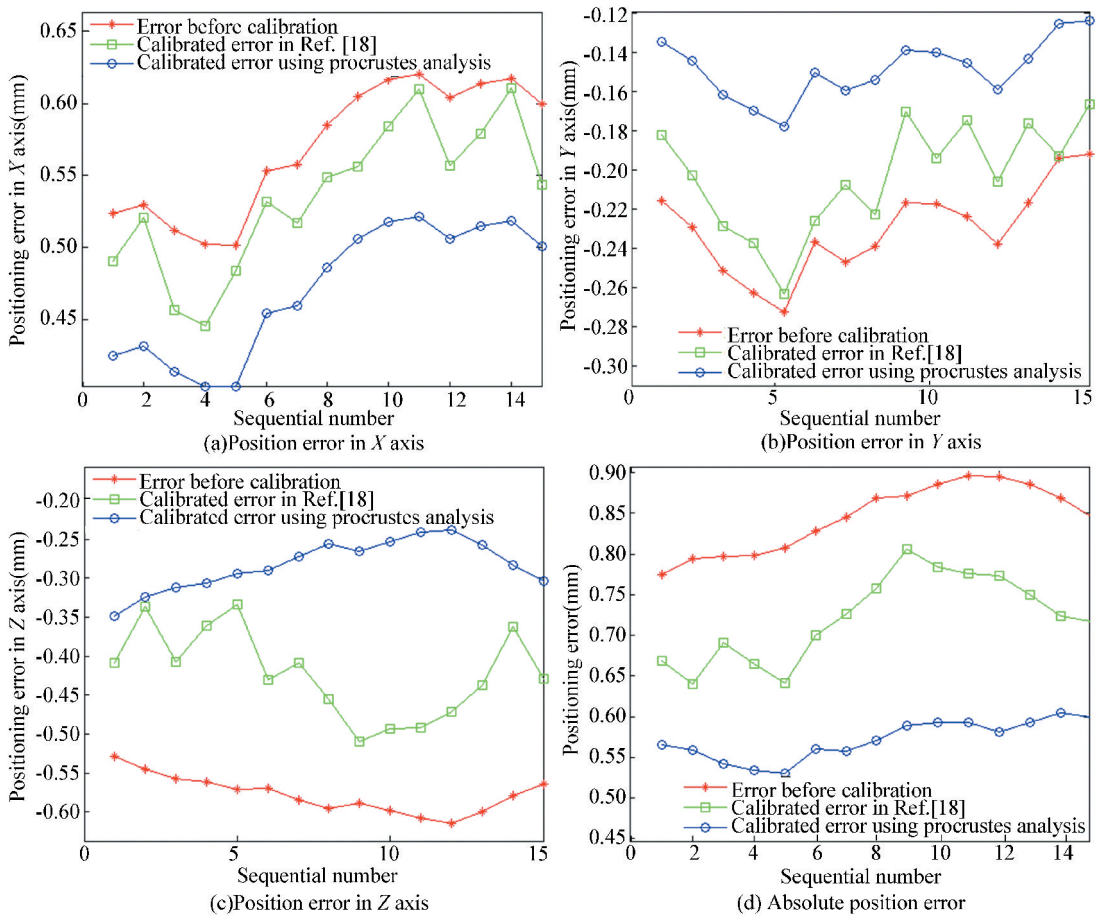 Positioning error in X axis(mm)
0.65
0.60
0.55
0.50
0.45
Error before calibration
Calibrated error in Ref. [18]
Calibrated error using procrustes analysis
0 2 4 6 8 10 12 14
Sequential number
(a)Position error in X axis
Positioning error in Y axis(mm)
-0.12
-0.14
-0.16
-0.18
-0.20
-0.22
-0.24
-0.26
-0.28
-0.30
Error before calibration
Calibrated error in Ref.[18]
Calibrated error using procrustes analysis
0 5 10 15
Sequential number
(b)Position error in Y axis
Positioning error in Z axis(mm)
-0.20
-0.25
-0.30
-0.35
-0.40
-0.45
-0.50
-0.55
-0.60
Error before calibration
Calibrated error in Ref.[18]
Calibrated error using procrustes analysis
0 5 10 15
Sequential number
(c)Position error in Z axis
Positioning error(mm)
0.90
0.85
0.80
0.70
0.60
0.55
0.50
0.45
Error before calibration
Calibrated error in Ref.[18]
Calibrated error using procrustes analysis
0 2 4 6 8 10 12 14
Sequential number
(d) Absolute position error